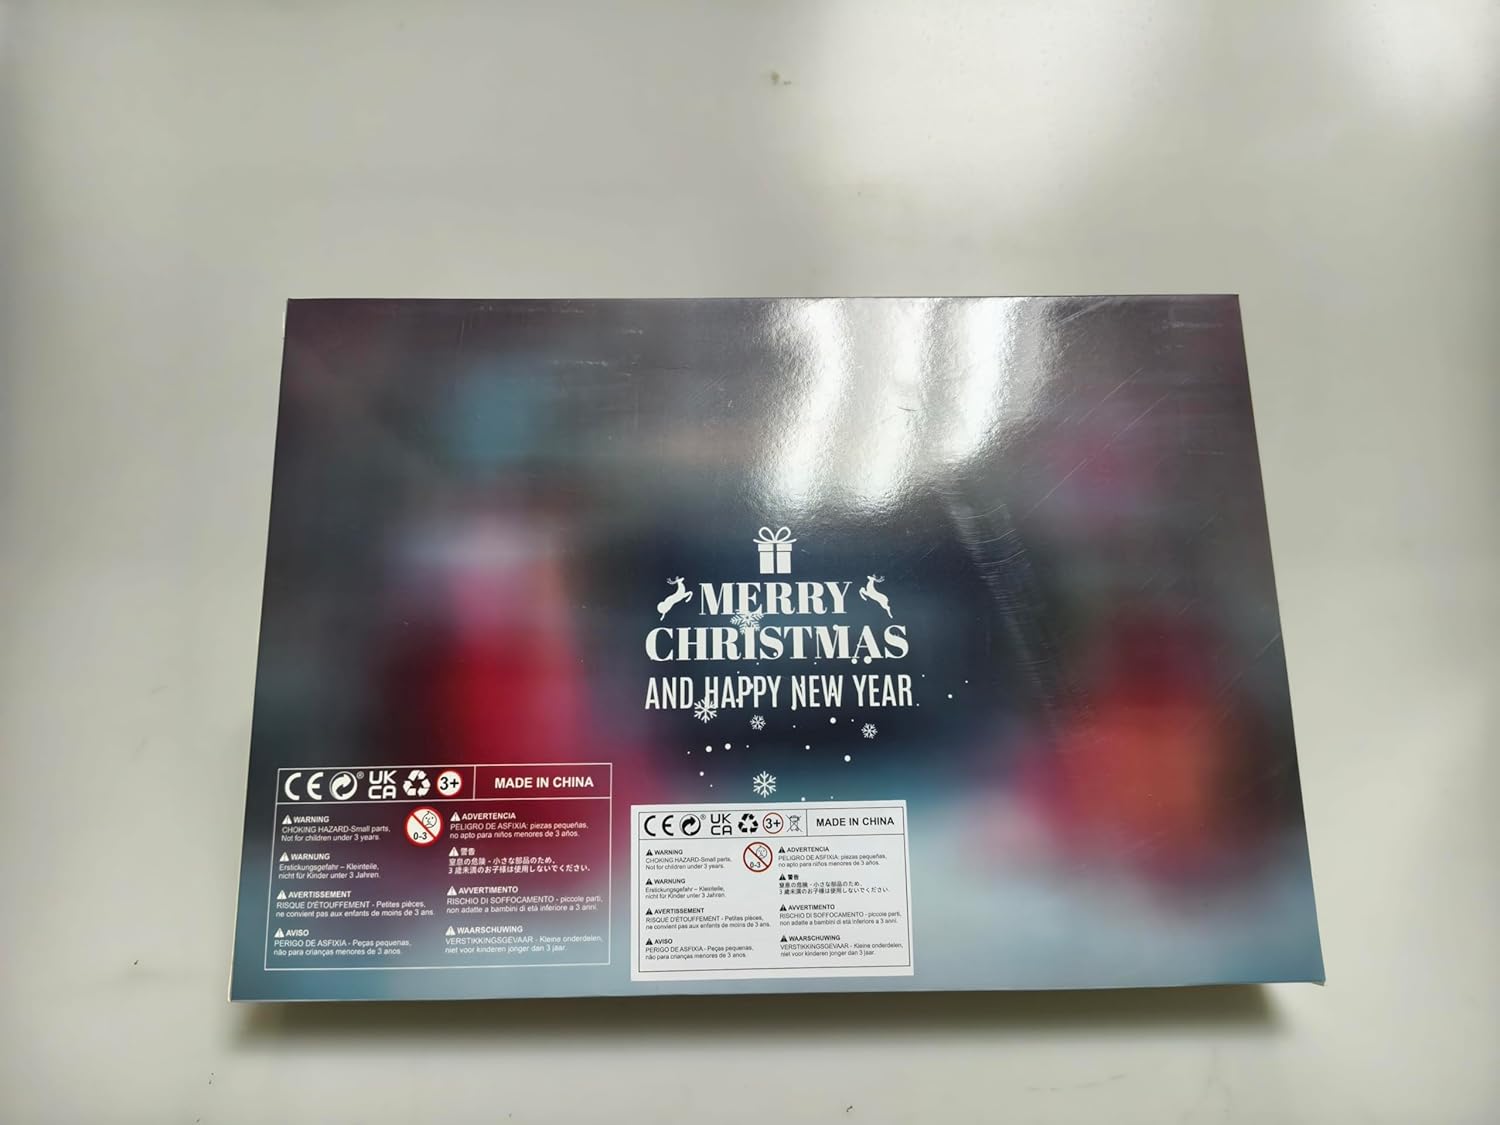 MERRY
CHRISTMAS
AND HAPPY NEW YEAR
CE UK CA 3+ MADE IN CHINA
WARNING
CHOKING HAZARD-Small parts,
Not for children under 3 years.
0-3
ADVERTENCIA
PELIGRO DE ASFIXIA: piezas pequeñas,
no apto para niños menores de 3 años.
WARNUNG
Erstickungsgefahr – Kleinteile,
nicht für Kinder unter 3 Jahren.
警告
窒息の危険・小さな部品のため、
3 歳未満のお子様は使用しないでください.
AVERTISSEMENT
RISQUE D'ÉTOUFFEMENT - Petites pièces,
ne convient pas aux enfants de moins de 3 ans.
AVVERTIMENTO
RISCHIO DI SOFFOCAMENTO - piccole parti,
non adatte a bambini di età inferiore a 3 anni.
AVISO
PERIGO DE ASFIXIA - Peças pequenas,
não para crianças menores de 3 anos.
WAARSCHUWING
VERSTIKKINGSGEVAAR - Kleine onderdelen,
niet voor kinderen jonger dan 3 jaar.
CE UK CA 3+ MADE IN CHINA
WARNING
CHOKING HAZARD-Small parts,
Not for children under 3 years.
0-3
ADVERTENCIA
PELIGRO DE ASFIXIA: piezas pequeñas,
no apto para niños menores de 3 años.
WARNUNG
Erstickungsgefahr – Kleinteile,
nicht für Kinder unter 3 Jahren.
警告
窒息の危険・小さな部品のため、
3 歳未満のお子様は使用しないでください.
AVERTISSEMENT
RISQUE D'ÉTOUFFEMENT - Petites pièces,
ne convient pas aux enfants de moins de 3 ans.
AVVERTIMENTO
RISCHIO DI SOFFOCAMENTO - piccole parti,
non adatte a bambini di età inferiore a 3 anni.
AVISO
PERIGO DE ASFIXIA - Peças pequenas,
não para crianças menores de 3 anos.
WAARSCHUWING
VERSTIKKINGSGEVAAR - Kleine onderdelen,
niet voor kinderen jonger dan 3 jaar.